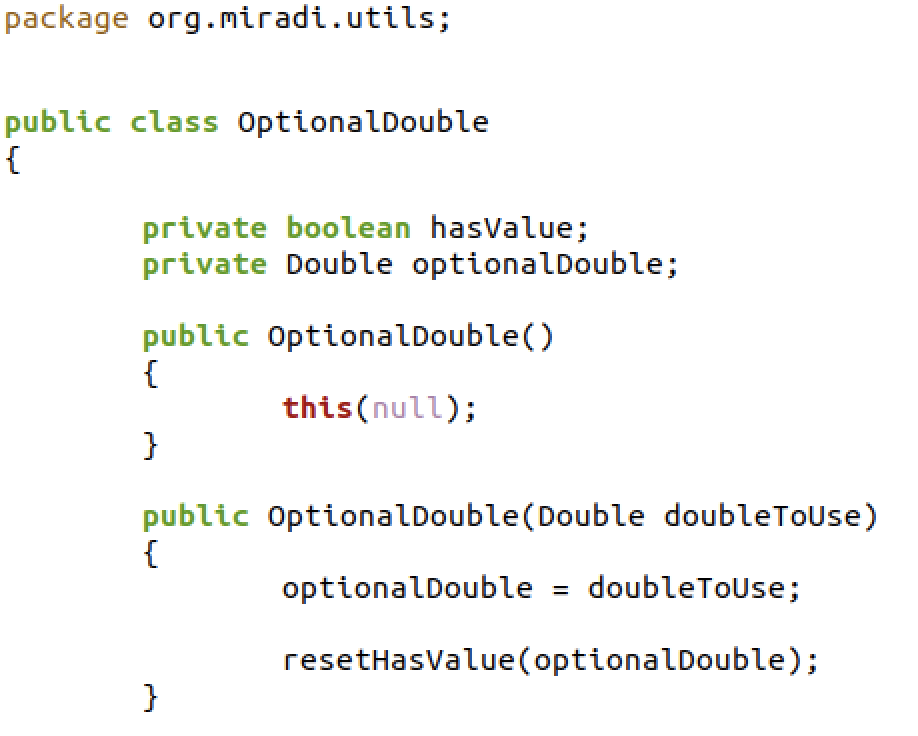 package org.miradi.utils;
public class OptionalDouble
{
private boolean hasValue;
private Double optionalDouble;
public OptionalDouble()
{
this(null);
}
public OptionalDouble(Double doubleToUse)
{
optionalDouble = doubleToUse;
resetHasValue(optionalDouble);
}